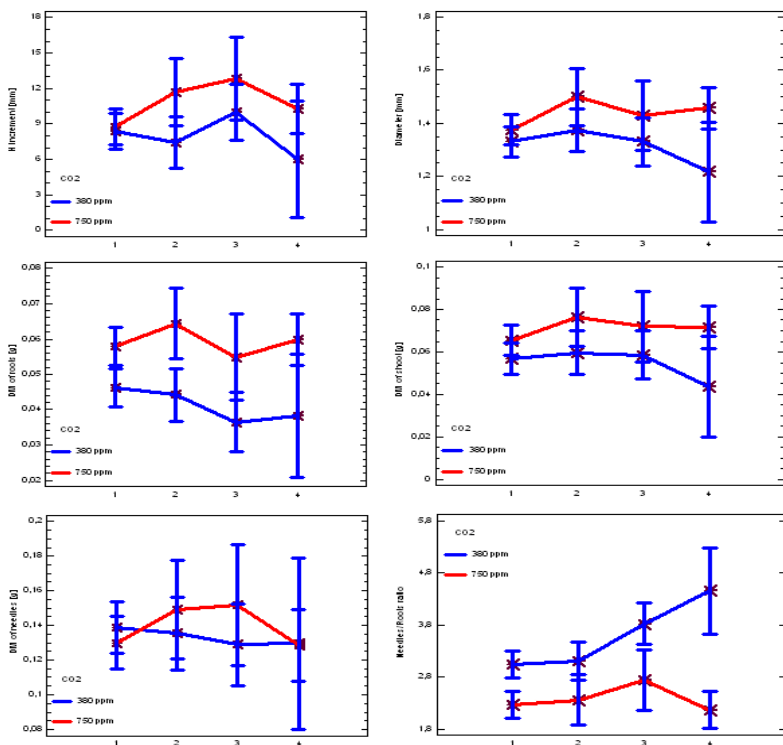 18
15
12
9
6
3
0
H increment [mm]
CO2
380 ppm
750 ppm
1 2 3 4
1,8
1,6
1,4
1,2
1
Diameter [mm]
CO2
380 ppm
750 ppm
1 2 3 4
0,08
0,07
0,06
0,05
0,04
0,03
0,02
DM of roots [g]
CO2
380 ppm
750 ppm
1 2 3 4
0,1
0,08
0,06
0,04
0,02
0
DM of shoot [g]
CO2
380 ppm
750 ppm
1 2 3 4
0,2
0,18
0,16
0,14
0,12
0,1
0,08
DM of needles [g]
CO2
380 ppm
750 ppm
1 2 3 4
5,8
4,8
3,8
2,8
1,8
Needles/Roots ratio
CO2
380 ppm
750 ppm
1 2 3 4